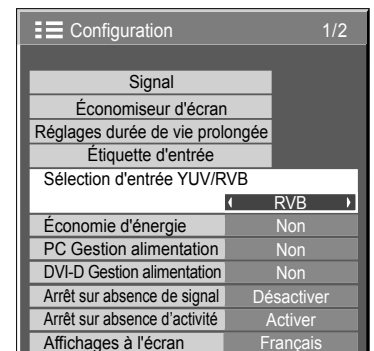 Configuration 1/2
Signal
Économiseur d'écran
Réglages durée de vie prolongée
Étiquette d'entrée
Sélection d'entrée YUV/RVB
RVB
Économie d'énergie Non
PC Gestion alimentation Non
DVI-D Gestion alimentation Non
Arrêt sur absence de signal Désactiver
Arrêt sur absence d’activité Activer
Affichages à l'écran Français